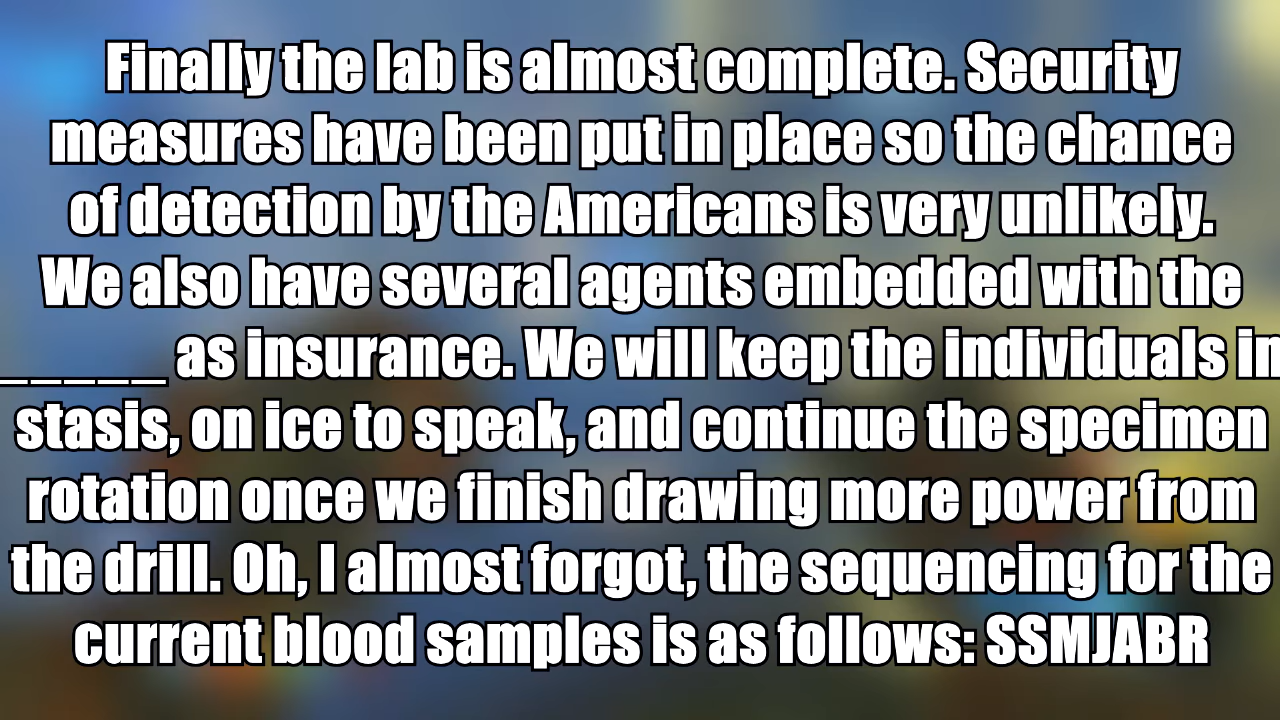 Finally the lab is almost complete. Security
measures have been put in place so the chance
of detection by the Americans is very unlikely.
We also have several agents embedded with the
_____ as insurance. We will keep the individuals in
stasis, on ice to speak, and continue the specimen
rotation once we finish drawing more power from
the drill. Oh, I almost forgot, the sequencing for the
current blood samples is as follows: SSMJABR